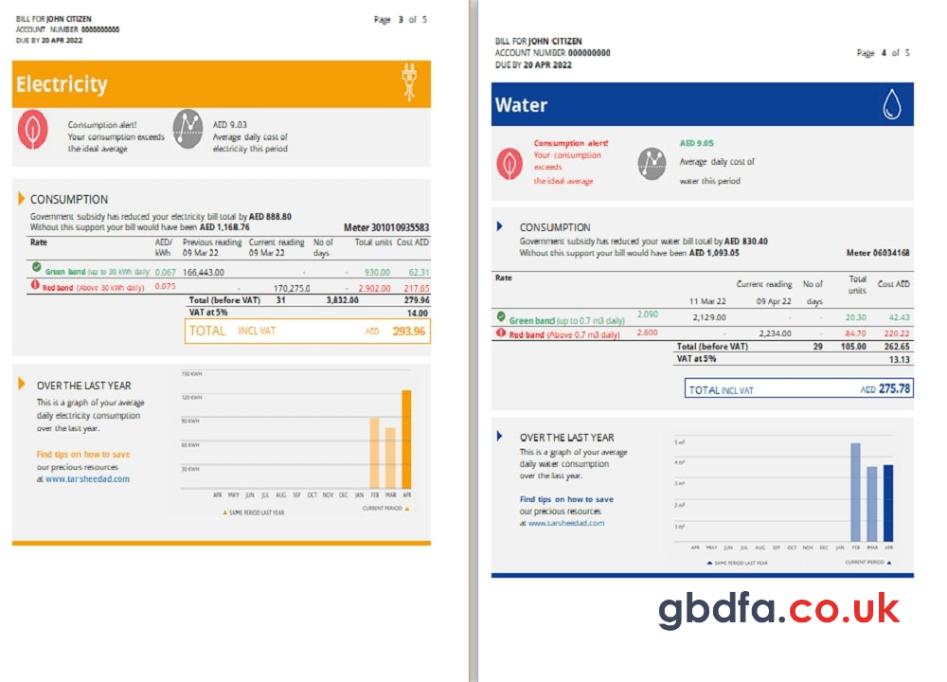 BILL FOR JOHN CITIZEN
ACCOUNT NUMBER 0000000000
DUE BY 20 APR 2022
Page 3 of 5
Electricity
Consumption alert!
Your consumption exceeds
the ideal average
AED 9.03
Average daily cost of
electricity this period
CONSUMPTION
Government subsidy has reduced your electricity bill total by AED 888.80
Without this support your bill would have been AED 1,168.76
Meter 301010935583
Rate AED/ kWh Previous reading 09 Mar 22 Current reading 09 Mar 22 No of days Total units Cost AED
Green band (up to 30 kWh daily 0.067 166,443.00 - - 930.00 62.31
Red band (Above 30 kWh daily) 0.075 - 170,275.0 - 2.902.00 217.65
Total (before VAT) 31 3,832.00 279.96
VAT at 5% 14.00
TOTAL INCL VAT AED 293.96
OVER THE LAST YEAR
This is a graph of your average
daily electricity consumption
over the last year.
Find tips on how to save
our precious resources
at www.tarsheedad.com
150 KWH
120 KWH
90 KWH
60 KWH
30 KWH
APR MAY JUN JUL AUG SEP OCT NOV DEC JAN FEB MAR APR
SAME PERIOD LAST YEAR
CURRENT PERIOD
BILL FOR JOHN CITIZEN
ACCOUNT NUMBER 000000000
DUE BY 20 APR 2022
Page 4 of 5
Water
Consumption alert!
Your consumption
exceeds
the ideal average
AED 9.05
Average daily cost of
water this period
CONSUMPTION
Government subsidy has reduced your water bill total by AED 830.40
Without this support your bill would have been AED 1,093.05
Meter 06034168
Rate 11 Mar 22 Current reading 09 Apr 22 No of days Total units Cost AED
Green band (up to 0.7 m3 daily) 2.090 2,129.00 - - 20.30 42.43
Red band (Above 0.7 m3 daily) 2.600 - 2,234.00 - 84.70 220.22
Total (before VAT) 29 105.00 262.65
VAT at 5% 13.13
TOTAL INCL VAT AED 275.78
OVER THE LAST YEAR
This is a graph of your average
daily water consumption
over the last year.
Find tips on how to save
our precious resources
at www.tarsheedad.com
5 m³
4 m³
3 m³
2 m³
1 m³
APR MAY JUN JUL AUG SEP OCT NOV DEC JAN FEB MAR APR
SAME PERIOD LAST YEAR
CURRENT PERIOD
gbdfa.co.uk